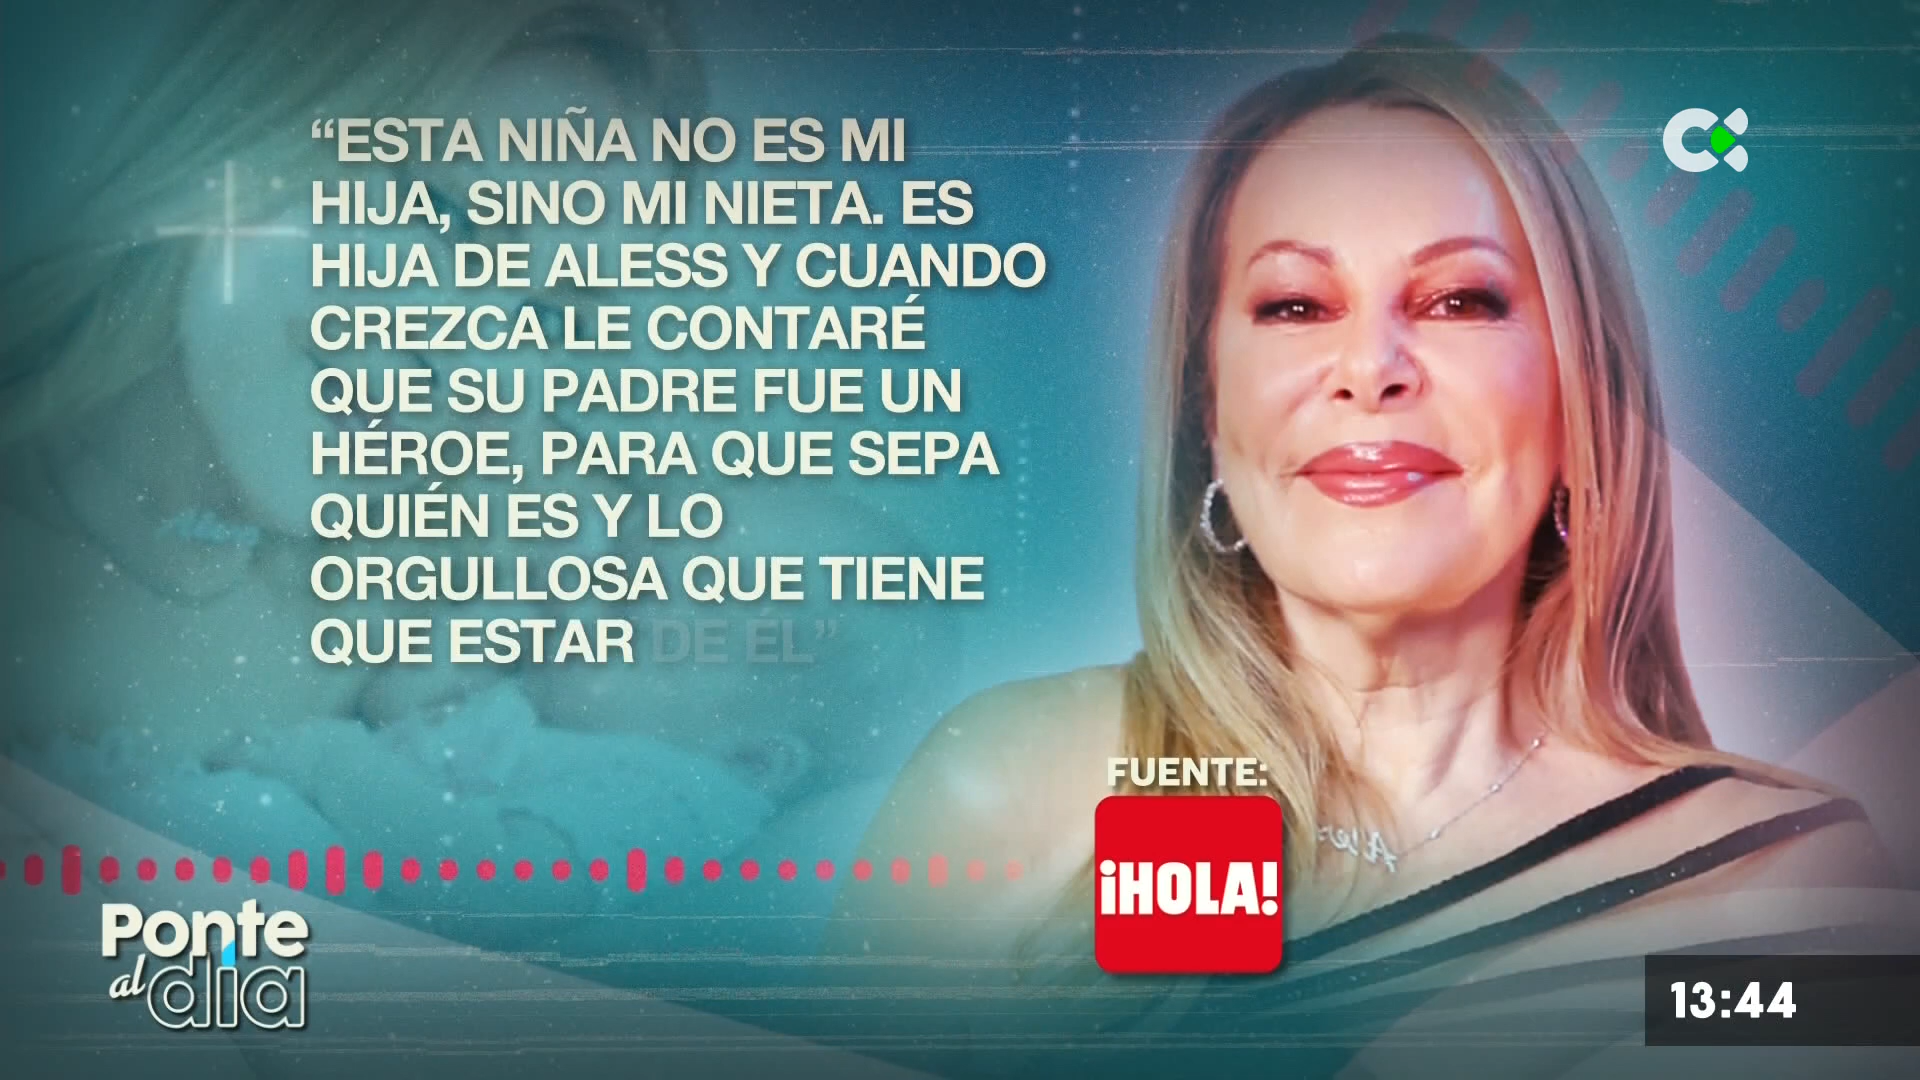 “ESTA NIÑA NO ES MI
HIJA, SINO MI NIETA. ES
HIJA DE ALESS Y CUANDO
CREZCA LE CONTARÉ
QUE SU PADRE FUE UN
HÉROE, PARA QUE SEPA
QUIÉN ES Y LO
ORGULLOSA QUE TIENE
QUE ESTAR DE ÉL”
FUENTE:
¡HOLA!
Ponte
al día
13:44